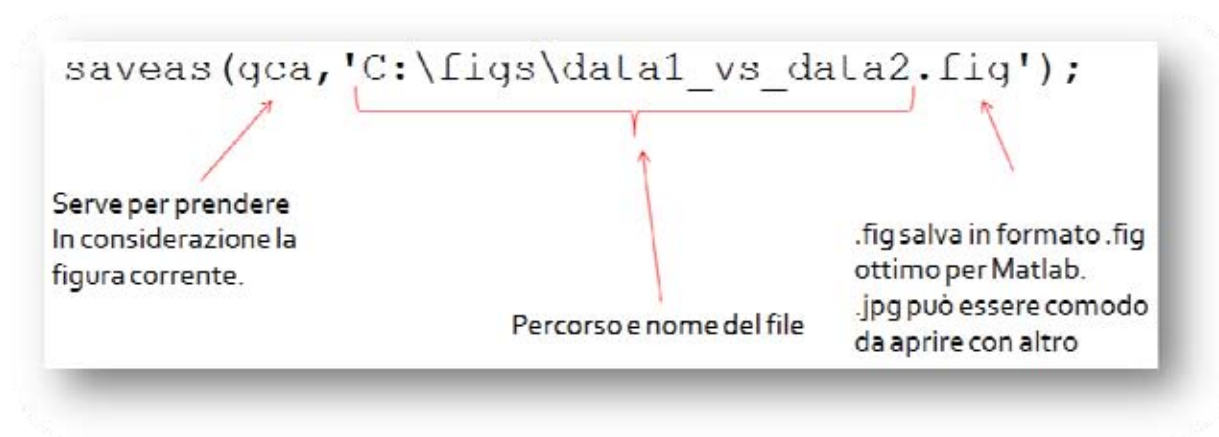 saveas(gca,'C:\figs\data1_vs_data2.fig');
Serve per prendere
In considerazione la
figura corrente.
Percorso e nome del file
.fig salva in formato .fig
ottimo per Matlab.
.jpg può essere comodo
da aprire con altro